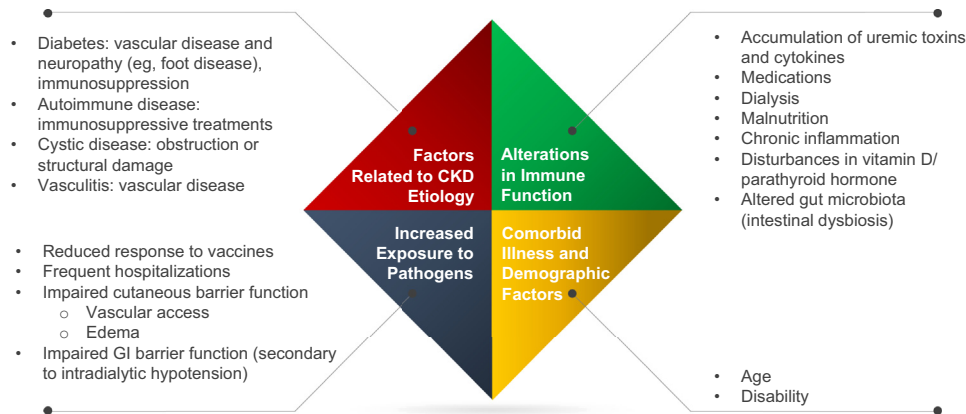 • Diabetes: vascular disease and
neuropathy (eg, foot disease),
immunosuppression
• Autoimmune disease:
immunosuppressive treatments
• Cystic disease: obstruction or
structural damage
• Vasculitis: vascular disease
Factors
Related to CKD
Etiology
Alterations
in Immune
Function
• Accumulation of uremic toxins
and cytokines
• Medications
• Dialysis
• Malnutrition
• Chronic inflammation
• Disturbances in vitamin D/
parathyroid hormone
• Altered gut microbiota
(intestinal dysbiosis)
• Reduced response to vaccines
• Frequent hospitalizations
• Impaired cutaneous barrier function
o Vascular access
o Edema
• Impaired GI barrier function (secondary
to intradialytic hypotension)
Increased
Exposure to
Pathogens
Comorbid
Illness and
Demographic
Factors
• Age
• Disability